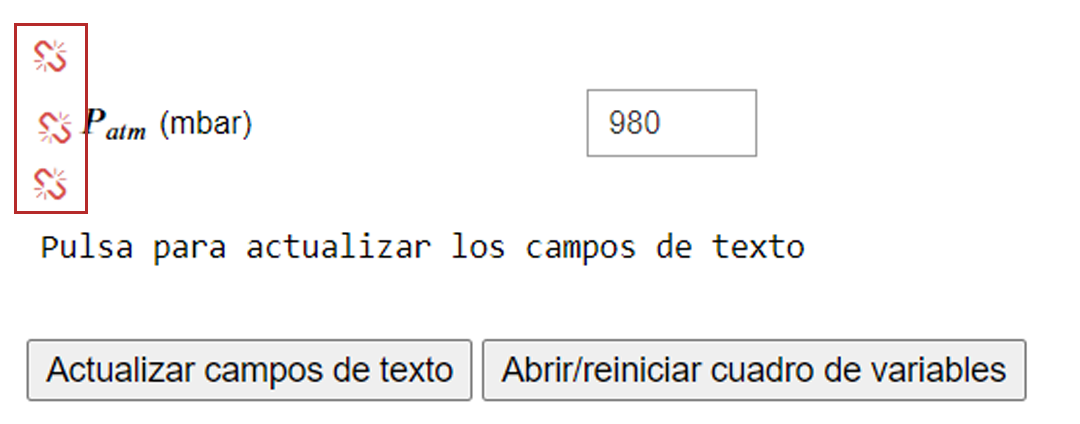 P atm (mbar) 980
Pulsa para actualizar los campos de texto
Actualizar campos de texto Abrir/reiniciar cuadro de variables